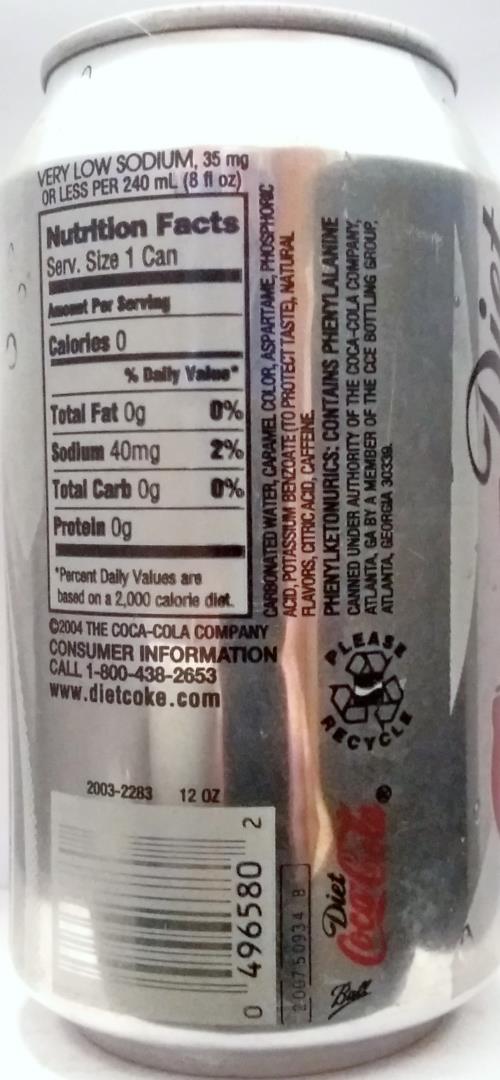 VERY LOW SODIUM, 35 mg
OR LESS PER 240 mL (8 fl oz)
Nutrition Facts
Serv. Size 1 Can
Amount Per Serving
Calories 0
% Daily Value*
Total Fat 0g 0%
Sodium 40mg 2%
Total Carb 0g 0%
Protein 0g
*Percent Daily Values are
based on a 2,000 calorie diet.
©2004 THE COCA-COLA COMPANY
CONSUMER INFORMATION
CALL 1-800-438-2653
www.dietcoke.com
2003-2283 12 OZ
0 496580 2
CARBONATED WATER, CARAMEL COLOR, ASPARTAME, PHOSPHORIC
ACID, POTASSIUM BENZOATE (TO PROTECT TASTE), NATURAL
FLAVORS, CITRIC ACID, CAFFEINE.
PHENYLKETONURICS: CONTAINS PHENYLALANINE
CANNED UNDER AUTHORITY OF THE COCA-COLA COMPANY,
ATLANTA, GA BY A MEMBER OF THE CCE BOTTLING GROUP,
ATLANTA, GEORGIA 30339.
PLEASE
RECYCLE
Diet
Coca-Cola®
200750934 B
Ball
Diet